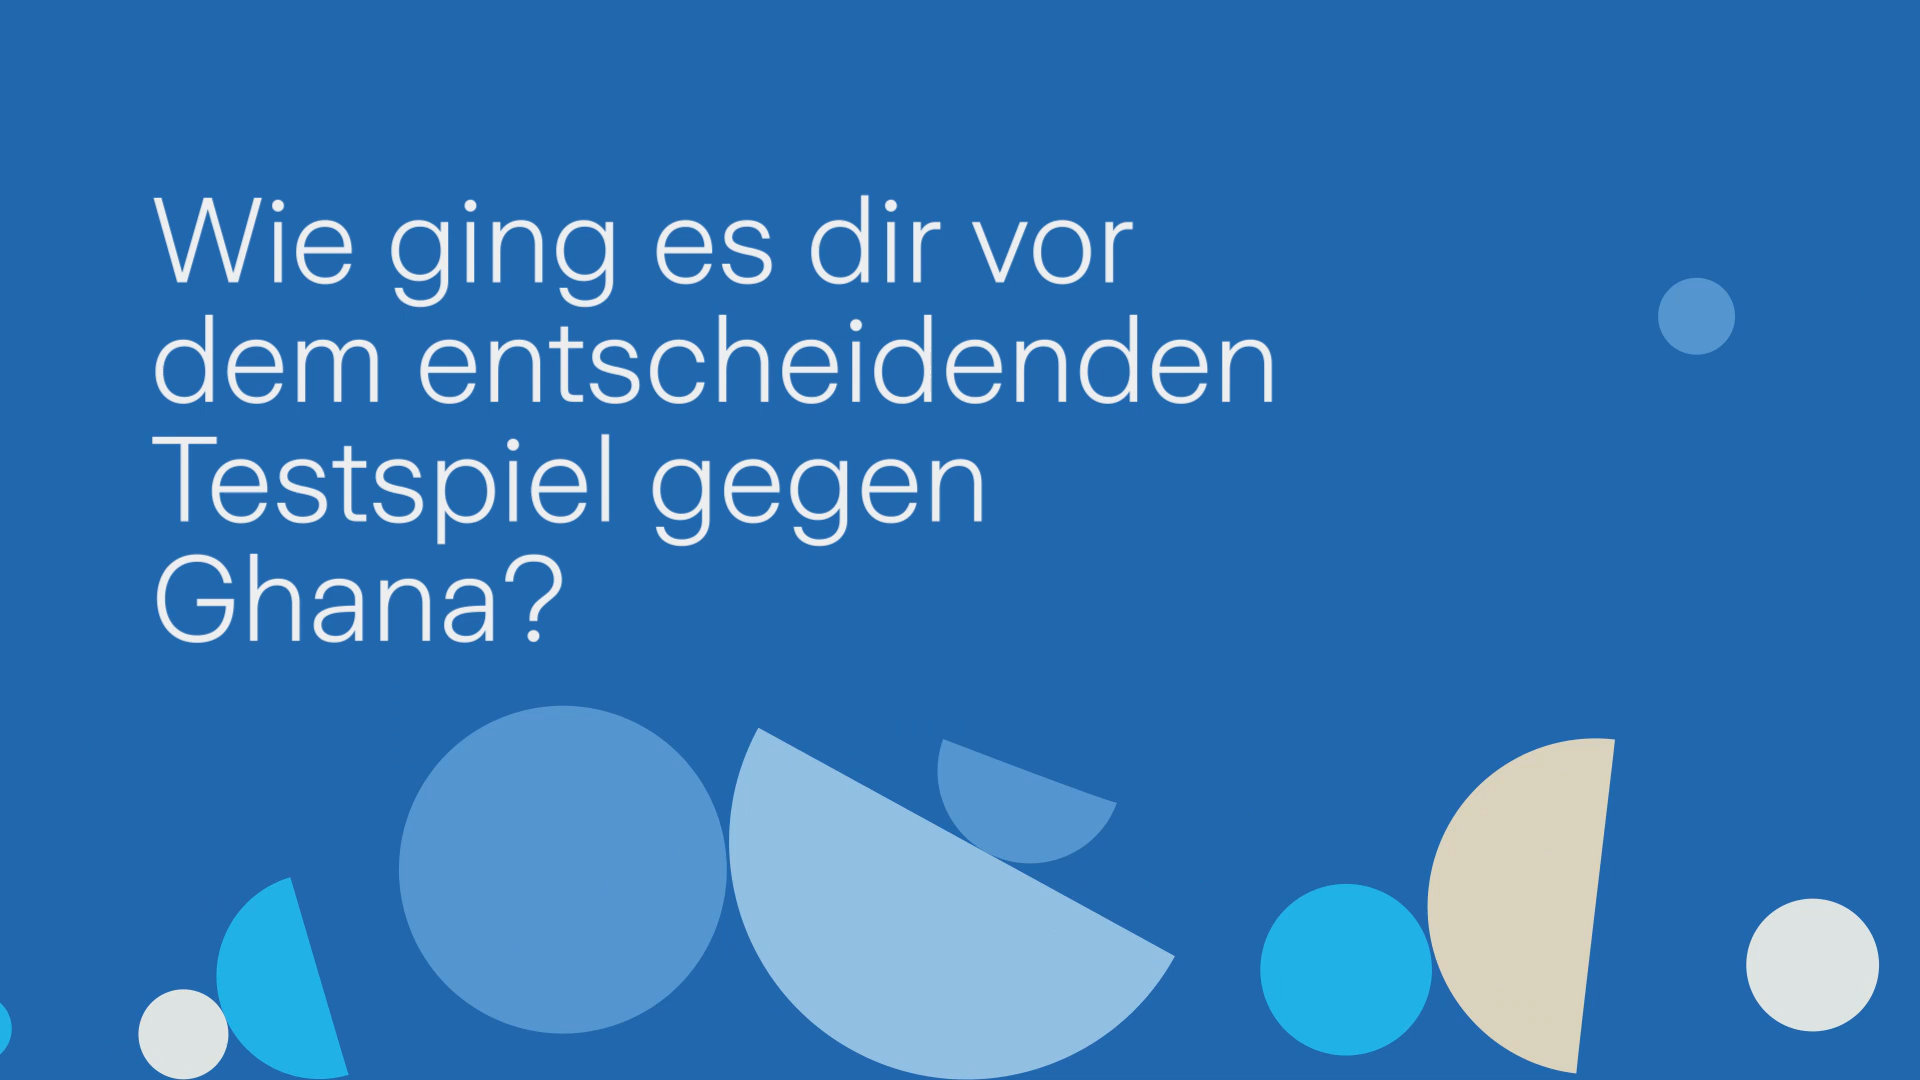 Wie ging es dir vor
dem entscheidenden
Testspiel gegen
Ghana?